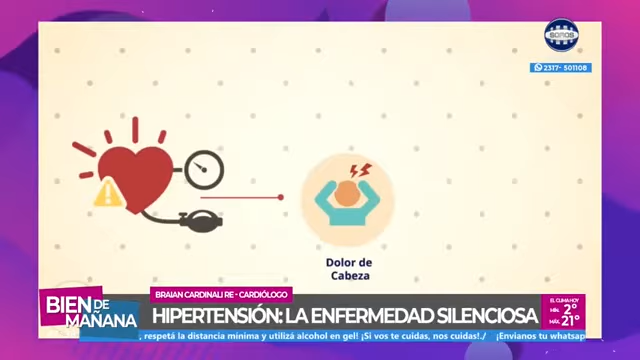 SOROS
2317- 501108
Dolor de
Cabeza
BRAIAN CARDINALI RE - CARDIÓLOGO
BIEN DE
MAÑANA
HIPERTENSIÓN: LA ENFERMEDAD SILENCIOSA
EL CLIMA HOY
MÍN. 2°
MÁX. 21°
, respetá la distancia mínima y utilizá alcohol en gel! ¡Si vos te cuidas, nos cuidas!./ ¡Envianos tu whatsap